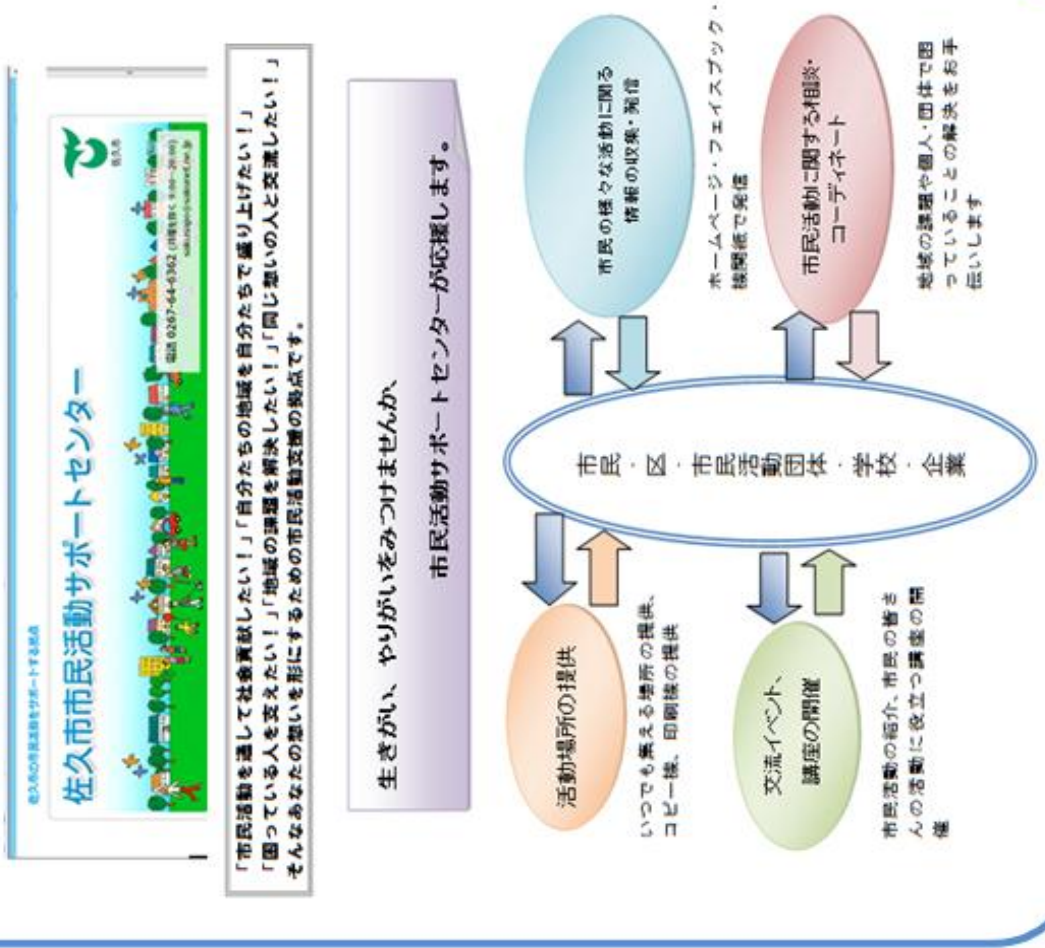 佐久市の市民活動をサポートする拠点
佐久市市民活動サポートセンター
佐久市
電話 0267-64-6362 (月曜を除く 9:00~20:00)
「市民活動を通して社会貢献したい！」「自分たちの地域を自分たちで盛り上げたい！」
「困っている人を支えたい！」「地域の課題を解決したい！」「同じ想いの人と交流したい！」
そんなあなたの想いを形にするための市民活動支援の拠点です。
生きがい、やりがいをみつけませんか、
市民活動サポートセンターが応援します。
活動場所の提供
いつでも集える場所の提供、
コピー機、印刷機の提供
市民の様々な活動に関る
情報の収集・発信
ホームページ・フェイスブック・
機関紙で発信
市民・区・市民活動団体・学校・企業
交流イベント、
講座の開催
市民活動の紹介、市民の皆さ
んの活動に役立つ講座の開
催
市民活動に関する相談・
コーディネート
地域の課題や個人・団体で困
っていることの解決をお手
伝いします